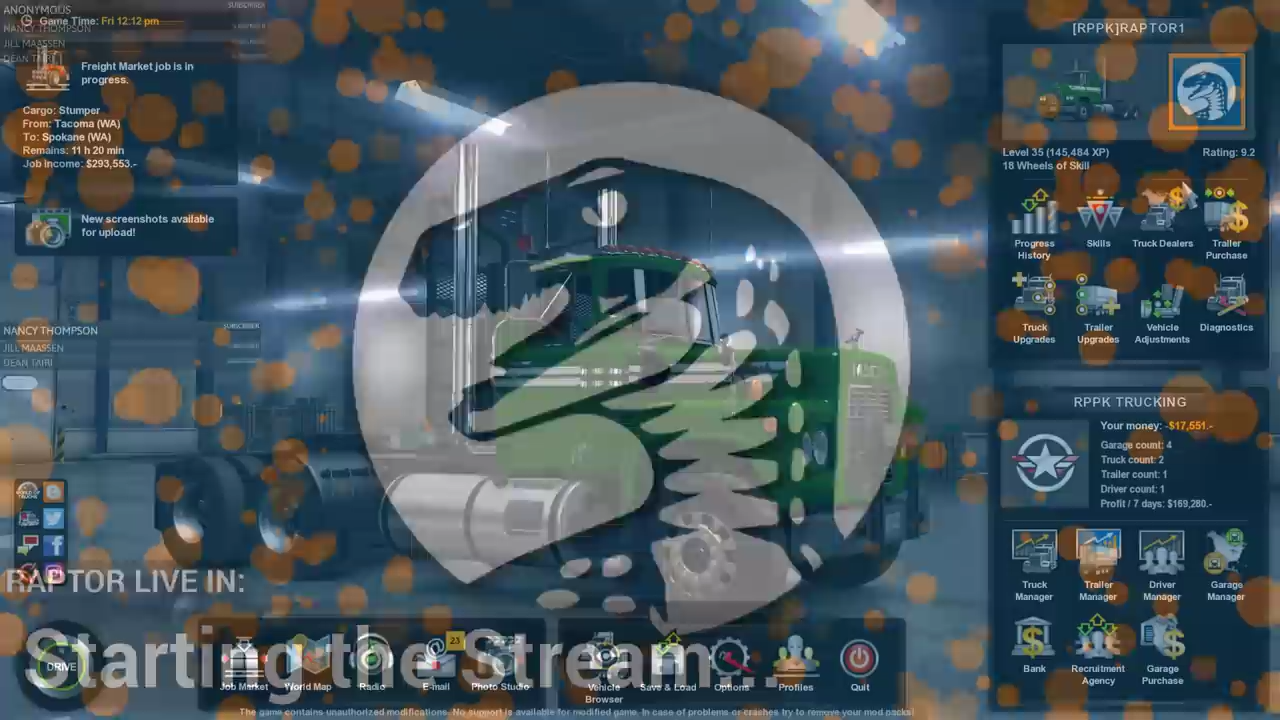 ANONYMOUS
SUBSCRIBER
Game Time: Fri 12:12 pm
NANCY THOMPSON
JILL MAASSEN
DEAN TAIRI
Freight Market job is in
progress.
Cargo: Stumper
From: Tacoma (WA)
To: Spokane (WA)
Remains: 11 h 20 min
Job income: $293,553.-
New screenshots available
for upload!
NANCY THOMPSON
SUBSCRIBER
JILL MAASSEN
DEAN TAIRI
RAPTOR LIVE IN:
Starting the Stream...
DRIVE
Job Market
World Map
Radio
23
E-mail
Photo Studio
Vehicle
Browser
Save & Load
Options
Profiles
Quit
The game contains unauthorized modifications. No support is available for modified game. In case of problems or crashes try to remove your mod packs!
[RPPK]RAPTOR1
Level 35 (145,484 XP)
Rating: 9.2
18 Wheels of Skill
Progress
History
Skills
Truck Dealers
Trailer
Purchase
Truck
Upgrades
Trailer
Upgrades
Vehicle
Adjustments
Diagnostics
RPPK TRUCKING
Your money: -$17,551.-
Garage count: 4
Truck count: 2
Trailer count: 1
Driver count: 1
Profit / 7 days: $169,280.-
Truck
Manager
Trailer
Manager
Driver
Manager
Garage
Manager
Bank
Recruitment
Agency
Garage
Purchase